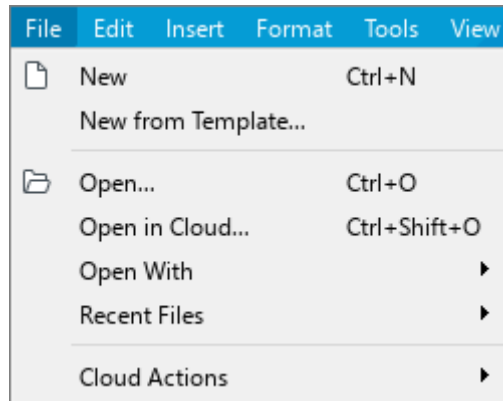 File Edit Insert Format Tools View
New Ctrl+N
New from Template...
Open... Ctrl+O
Open in Cloud... Ctrl+Shift+O
Open With
Recent Files
Cloud Actions